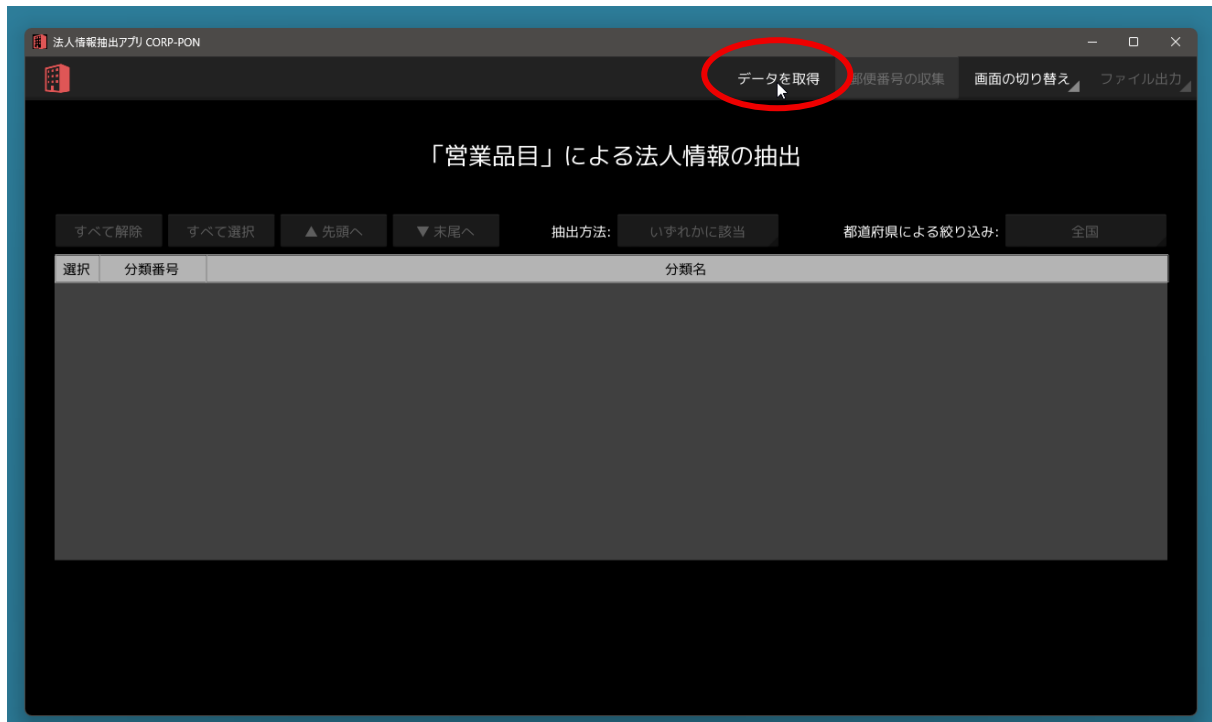 法人情報抽出アプリ CORP-PON
データを取得 郵便番号の収集 画面の切り替え ファイル出力
「営業品目」による法人情報の抽出
すべて解除 すべて選択 ▲ 先頭へ ▼ 末尾へ 抽出方法: いずれかに該当 都道府県による絞り込み: 全国
選択 分類番号 分類名